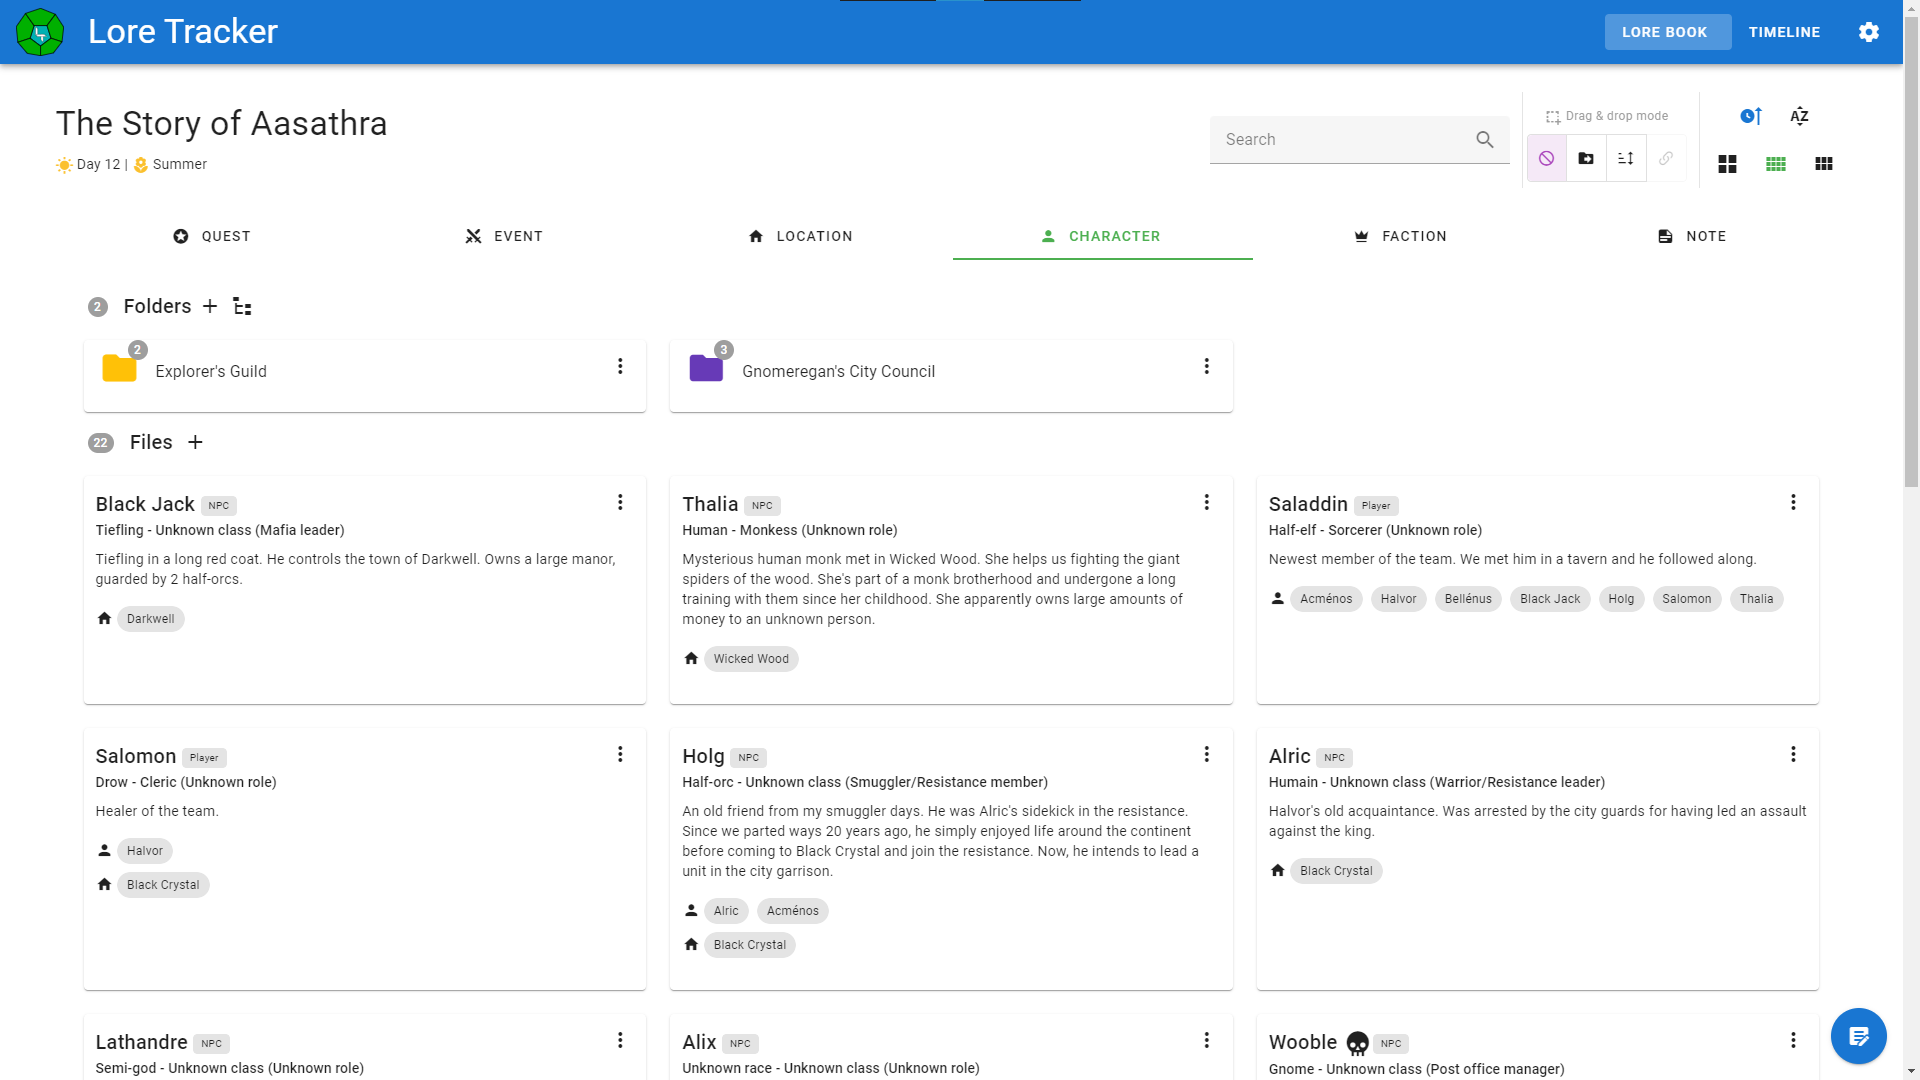 LT
Lore Tracker
LORE BOOK
TIMELINE
The Story of Aasathra
Day 12 | Summer
Search
Drag & drop mode
AZ
QUEST
EVENT
LOCATION
CHARACTER
FACTION
NOTE
2 Folders
2
Explorer's Guild
3
Gnomeregan's City Council
22 Files
Black Jack NPC
Tiefling - Unknown class (Mafia leader)
Tiefling in a long red coat. He controls the town of Darkwell. Owns a large manor,
guarded by 2 half-orcs.
Darkwell
Thalia NPC
Human - Monkess (Unknown role)
Mysterious human monk met in Wicked Wood. She helps us fighting the giant
spiders of the wood. She's part of a monk brotherhood and undergone a long
training with them since her childhood. She apparently owns large amounts of
money to an unknown person.
Wicked Wood
Saladdin Player
Half-elf - Sorcerer (Unknown role)
Newest member of the team. We met him in a tavern and he followed along.
Acménos Halvor Bellénus Black Jack Holg Salomon Thalia
Salomon Player
Drow - Cleric (Unknown role)
Healer of the team.
Halvor
Black Crystal
Holg NPC
Half-orc - Unknown class (Smuggler/Resistance member)
An old friend from my smuggler days. He was Alric's sidekick in the resistance.
Since we parted ways 20 years ago, he simply enjoyed life around the continent
before coming to Black Crystal and join the resistance. Now, he intends to lead a
unit in the city garrison.
Alric Acménos
Black Crystal
Alric NPC
Humain - Unknown class (Warrior/Resistance leader)
Halvor's old acquaintance. Was arrested by the city guards for having led an assault
against the king.
Black Crystal
Lathandre NPC
Semi-god - Unknown class (Unknown role)
Alix NPC
Unknown race - Unknown class (Unknown role)
Wooble NPC
Gnome - Unknown class (Post office manager)